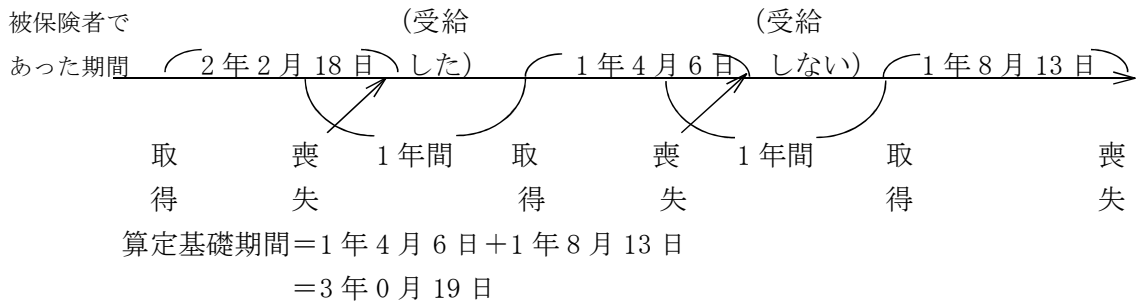 被保険者で (受給 (受給
あった期間 2年2月18日 した) 1年4月6日 しない) 1年8月13日
取 喪 1年間 取 喪 1年間 取 喪
得 失 得 失 得 失
算定基礎期間=1年4月6日+1年8月13日
=3年0月19日